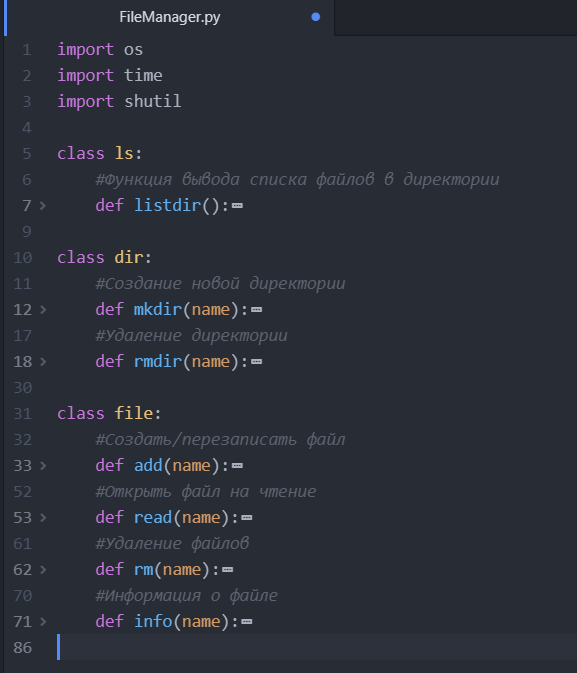 FileManager.py
1 import os
2 import time
3 import shutil
4
5 class ls:
6 #Функция вывода списка файлов в директории
7 def listdir():
9
10 class dir:
11 #Создание новой директории
12 def mkdir(name):
17 #Удаление директории
18 def rmdir(name):
30
31 class file:
32 #Создать/перезаписать файл
33 def add(name):
52 #Открыть файл на чтение
53 def read(name):
61 #Удаление файлов
62 def rm(name):
70 #Информация о файле
71 def info(name):
86